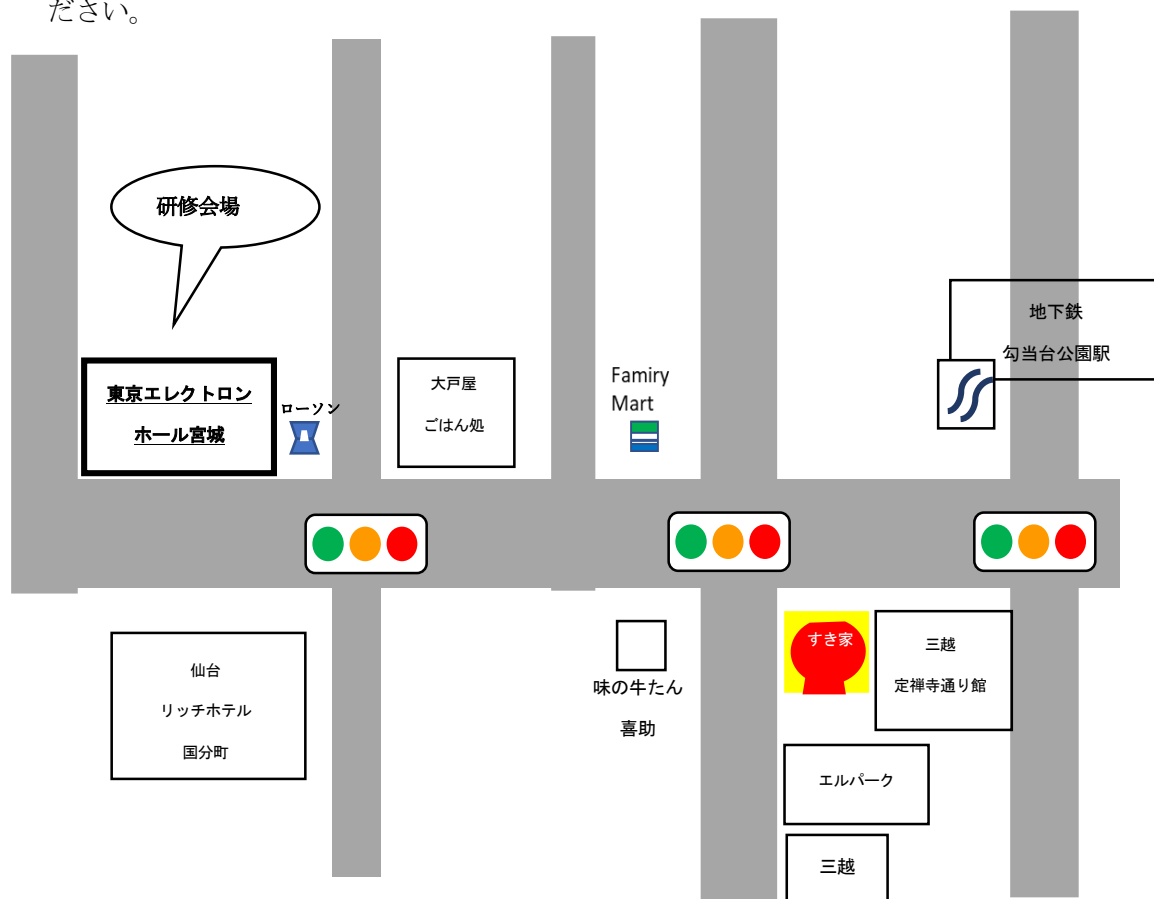 ださい。
研修会場
地下鉄
勾当台公園駅
東京エレクトロン
ホール宮城
ローソン
大戸屋
ごはん処
Famiry
Mart
仙台
リッチホテル
国分町
味の牛たん
喜助
すき家
三越
定禅寺通り館
エルパーク
三越